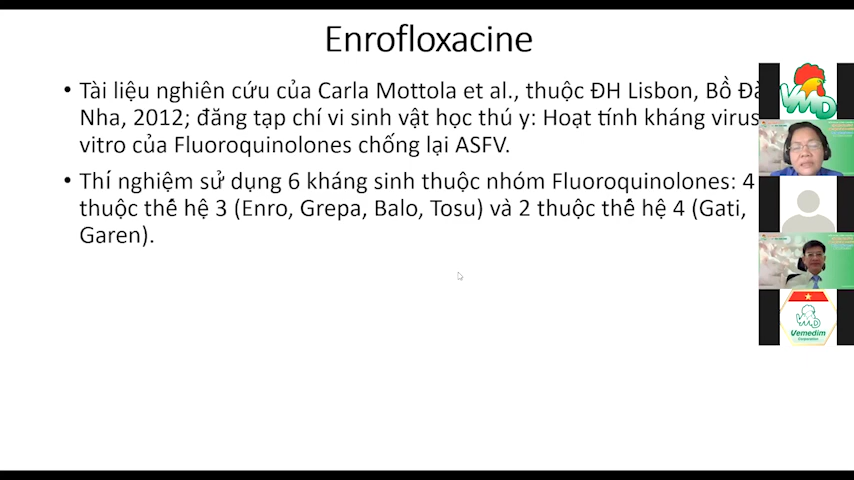 Enrofloxacine
• Tài liệu nghiên cứu của Carla Mottola et al., thuộc ĐH Lisbon, Bồ
Nha, 2012; đăng tạp chí vi sinh vật học thú y: Hoạt tính kháng virus
vitro của Fluoroquinolones chống lại ASFV.
• Thí nghiệm sử dụng 6 kháng sinh thuộc nhóm Fluoroquinolones: 4
thuộc thế hệ 3 (Enro, Grepa, Balo, Tosu) và 2 thuộc thế hệ 4 (Gati,
Garen).
VMD
VMD
Vemedim
Corporation